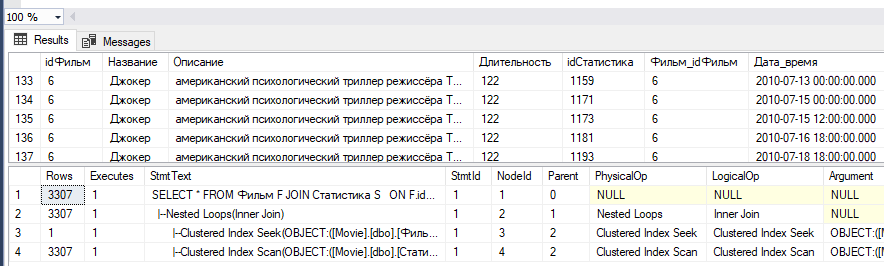 100 %
Results Messages
idФильм Название Описание Длительность idСтатистика Фильм_idФильм Дата_время
133 6 Джокер американский психологический триллер режиссёра Т... 122 1159 6 2010-07-13 00:00:00.000
134 6 Джокер американский психологический триллер режиссёра Т... 122 1171 6 2010-07-15 00:00:00.000
135 6 Джокер американский психологический триллер режиссёра Т... 122 1173 6 2010-07-15 12:00:00.000
136 6 Джокер американский психологический триллер режиссёра Т... 122 1181 6 2010-07-16 18:00:00.000
137 6 Джокер американский психологический триллер режиссёра Т... 122 1193 6 2010-07-18 18:00:00.000
Rows Executes StmtText StmtId NodeId Parent PhysicalOp LogicalOp Argument
1 3307 1 SELECT * FROM Фильм F JOIN Статистика S ON F.id... 1 1 0 NULL NULL NULL
2 3307 1 |--Nested Loops(Inner Join) 1 2 1 Nested Loops Inner Join NULL
3 1 1 |--Clustered Index Seek(OBJECT:([Movie].[dbo].[Филь... 1 3 2 Clustered Index Seek Clustered Index Seek OBJECT:([M
4 3307 1 |--Clustered Index Scan(OBJECT:([Movie].[dbo].[Стати... 1 4 2 Clustered Index Scan Clustered Index Scan OBJECT:([M